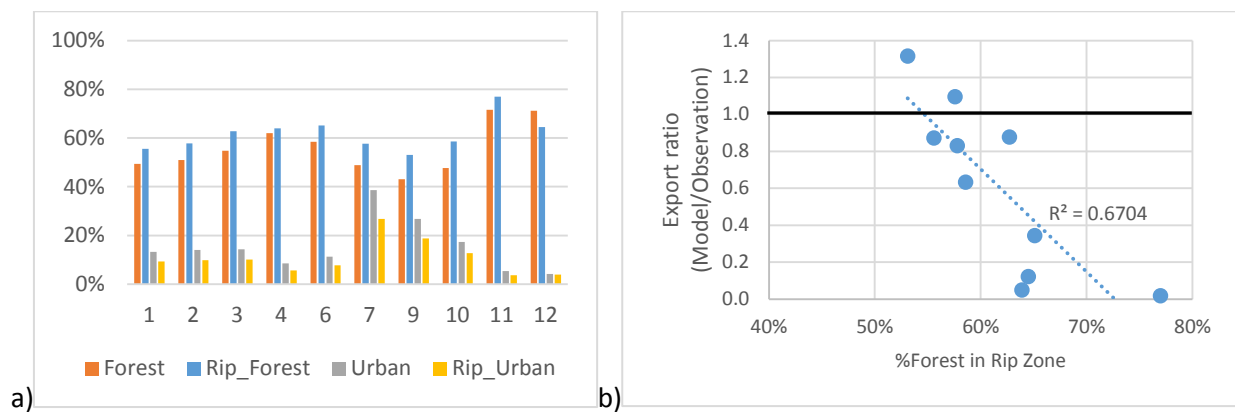 100%
80%
60%
40%
20%
0%
1 2 3 4 6 7 9 10 11 12
Forest Rip_Forest Urban Rip_Urban
a)
1.4
1.2
1.0
0.8
0.6
0.4
0.2
0.0
Export ratio
(Model/Observation)
R² = 0.6704
40% 50% 60% 70% 80%
%Forest in Rip Zone
b)